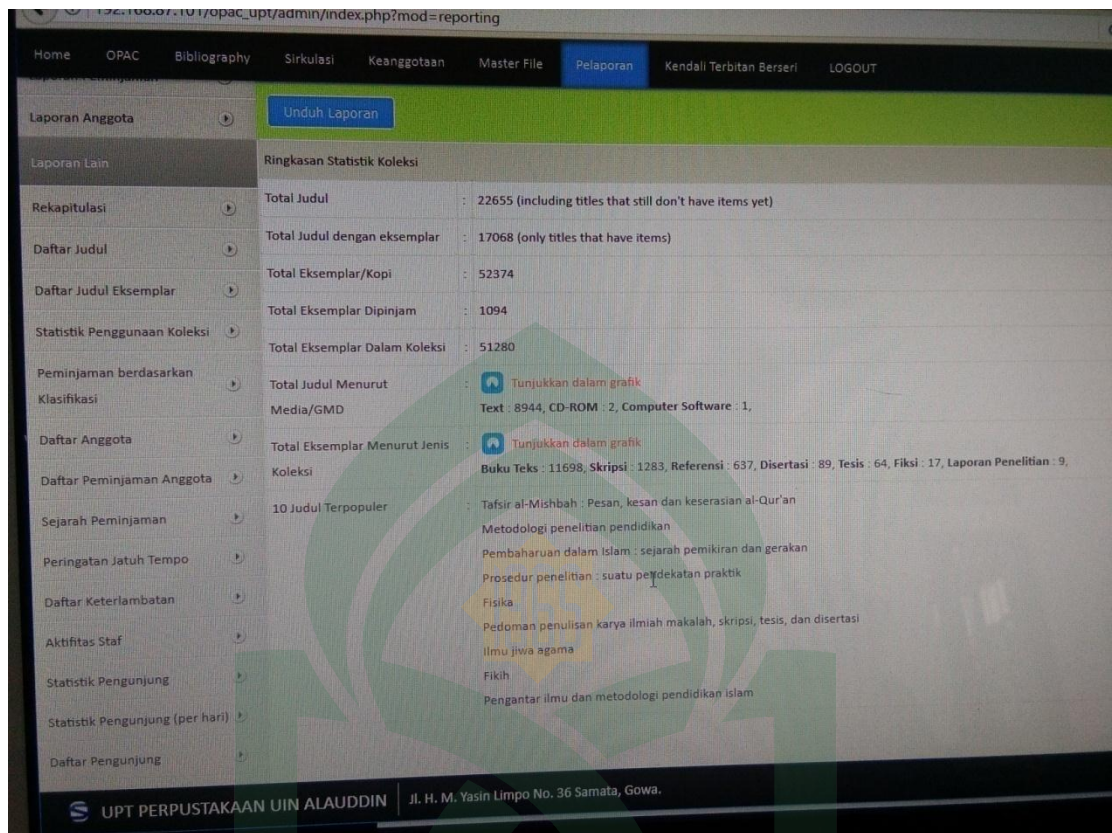 192.168.87.101/opac_upt/admin/index.php?mod=reporting
Home OPAC Bibliography Sirkulasi Keanggotaan Master File Pelaporan Kendali Terbitan Berseri LOGOUT
Laporan Peminjaman
Laporan Anggota
Laporan Lain
Rekapitulasi
Daftar Judul
Daftar Judul Eksemplar
Statistik Penggunaan Koleksi
Peminjaman berdasarkan
Klasifikasi
Daftar Anggota
Daftar Peminjaman Anggota
Sejarah Peminjaman
Peringatan Jatuh Tempo
Daftar Keterlambatan
Aktifitas Staf
Statistik Pengunjung
Statistik Pengunjung (per hari)
Daftar Pengunjung
Unduh Laporan
Ringkasan Statistik Koleksi
Total Judul : 22655 (including titles that still don't have items yet)
Total Judul dengan eksemplar : 17068 (only titles that have items)
Total Eksemplar/Kopi : 52374
Total Eksemplar Dipinjam : 1094
Total Eksemplar Dalam Koleksi : 51280
Total Judul Menurut : Tunjukkan dalam grafik
Media/GMD Text : 8944, CD-ROM : 2, Computer Software : 1,
Total Eksemplar Menurut Jenis : Tunjukkan dalam grafik
Koleksi Buku Teks : 11698, Skripsi : 1283, Referensi : 637, Disertasi : 89, Tesis : 64, Fiksi : 17, Laporan Penelitian : 9,
10 Judul Terpopuler : Tafsir al-Mishbah : Pesan, kesan dan keserasian al-Qur'an
Metodologi penelitian pendidikan
Pembaharuan dalam Islam : sejarah pemikiran dan gerakan
Prosedur penelitian : suatu pendekatan praktik
Fisika
Pedoman penulisan karya ilmiah makalah, skripsi, tesis, dan disertasi
Ilmu jiwa agama
Fikih
Pengantar ilmu dan metodologi pendidikan islam
UPT PERPUSTAKAAN UIN ALAUDDIN Jl. H. M. Yasin Limpo No. 36 Samata, Gowa.